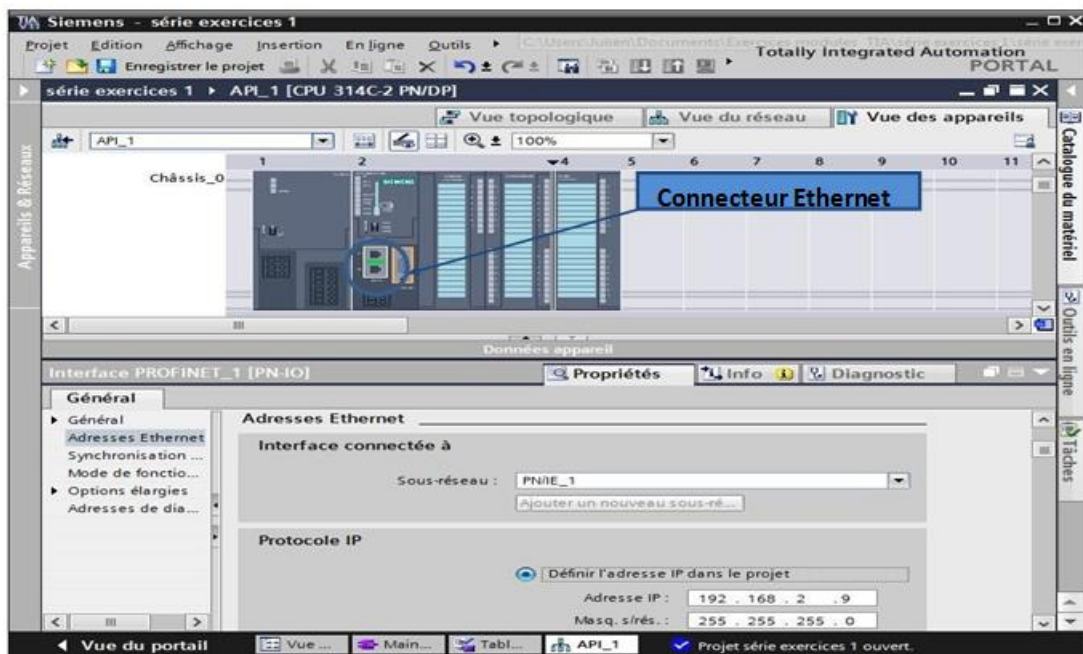 Siemens - série exercices 1
Projet Edition Affichage Insertion En ligne Outils
Totally Integrated Automation
PORTAL
Enregistrer le projet
série exercices 1 API_1 [CPU 314C-2 PN/DP]
Vue topologique Vue du réseau Vue des appareils
API_1 100%
1 2 4 5 6 7 8 9 10 11
Châssis_0
Connecteur Ethernet
Appareils & Réseaux
Catalogue du matériel
Outils en ligne
Tâches
Données appareil
Interface PROFINET_1 [PN-IO]
Propriétés Info Diagnostic
Général
Général
Adresses Ethernet
Synchronisation ...
Mode de fonctio...
Options élargies
Adresses de dia...
Adresses Ethernet
Interface connectée à
Sous-réseau : PN/IE_1
Ajouter un nouveau sous-ré...
Protocole IP
Définir l'adresse IP dans le projet
Adresse IP : 192 . 168 . 2 . 9
Masq. s/rés. : 255 . 255 . 255 . 0
Vue du portail Vue ... Main... Tabl... API_1 Projet série exercices 1 ouvert.